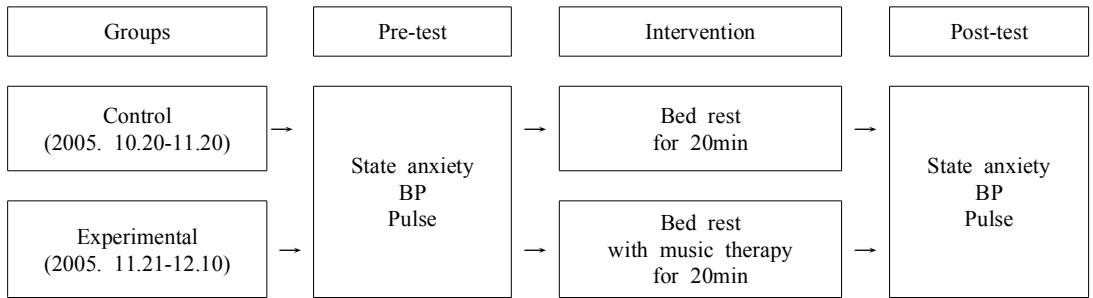 Groups
Pre-test
Intervention
Post-test
Control
(2005. 10.20-11.20)
→
State anxiety
BP
Pulse
→
Bed rest
for 20min
→
State anxiety
BP
Pulse
Experimental
(2005. 11.21-12.10)
→
→
Bed rest
with music therapy
for 20min
→